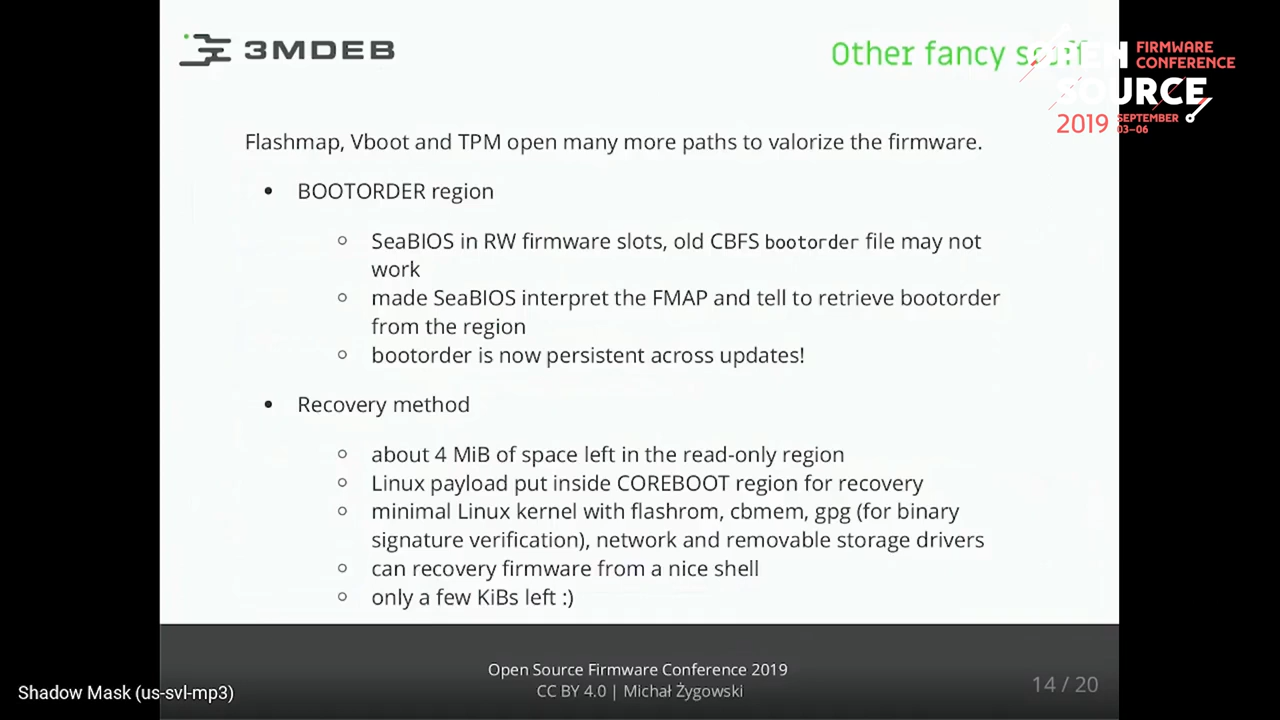 3MDEB
Other fancy stuff
OPEN
FIRMWARE
CONFERENCE
SOURCE
2019
SEPTEMBER
03–06
Flashmap, Vboot and TPM open many more paths to valorize the firmware.
• BOOTORDER region
○ SeaBIOS in RW firmware slots, old CBFS bootorder file may not
work
○ made SeaBIOS interpret the FMAP and tell to retrieve bootorder
from the region
○ bootorder is now persistent across updates!
• Recovery method
○ about 4 MiB of space left in the read-only region
○ Linux payload put inside COREBOOT region for recovery
○ minimal Linux kernel with flashrom, cbmem, gpg (for binary
signature verification), network and removable storage drivers
○ can recovery firmware from a nice shell
○ only a few KiBs left :)
Open Source Firmware Conference 2019
CC BY 4.0 | Michał Żygowski
14 / 20
Shadow Mask (us-svl-mp3)